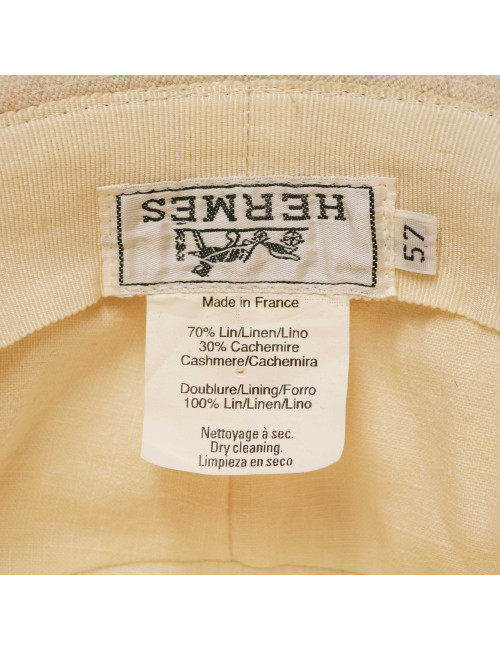 HERMES
57
Made in France
70% Lin/Linen/Lino
30% Cachemire
Cashmere/Cachemira
Doublure/Lining/Forro
100% Lin/Linen/Lino
Nettoyage à sec.
Dry cleaning.
Limpieza en seco